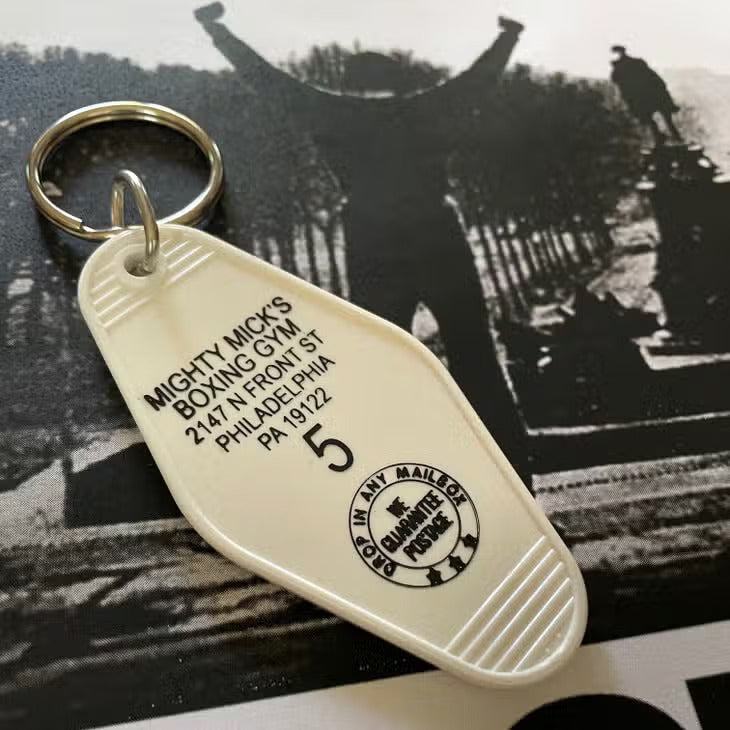 MIGHTY MICK'S
BOXING GYM
2147 N FRONT ST
PHILADELPHIA
PA 19122
5
DROP IN ANY MAILBOX
WE
GUARANTEE
POSTAGE